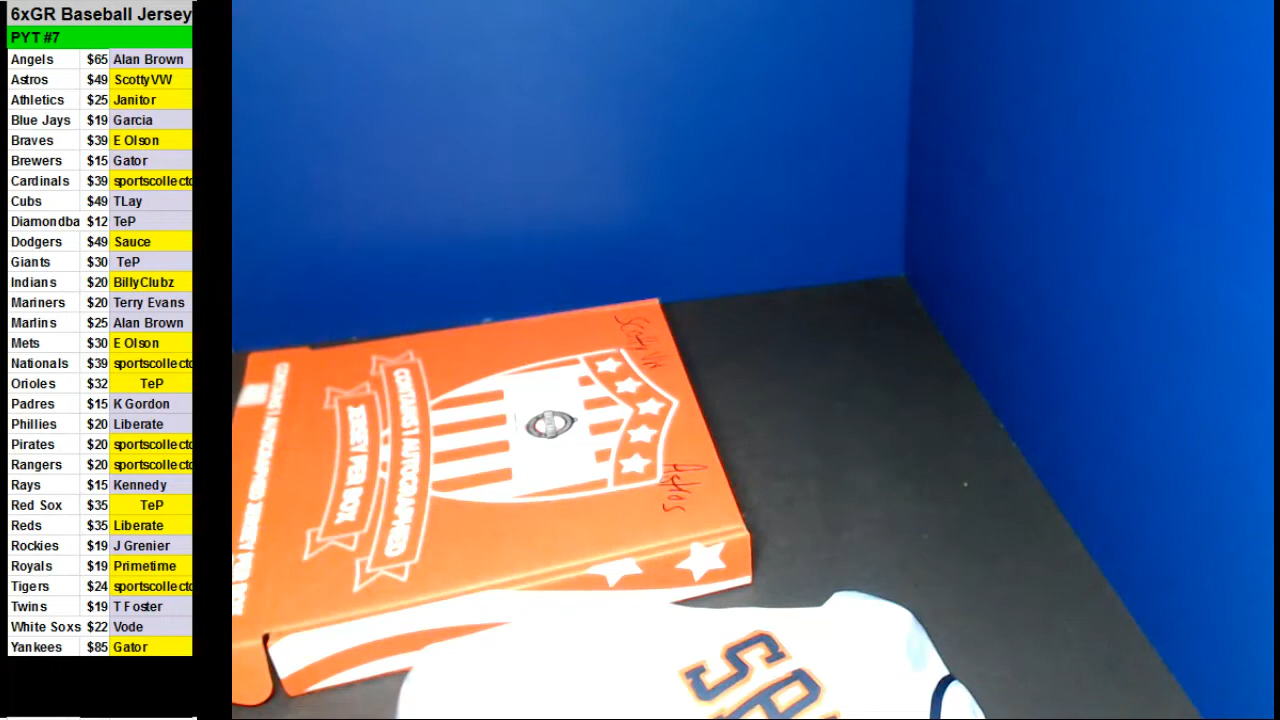 6xGR Baseball Jersey
PYT #7
Angels $65 Alan Brown
Astros $49 ScottyVW
Athletics $25 Janitor
Blue Jays $19 Garcia
Braves $39 E Olson
Brewers $15 Gator
Cardinals $39 sportscollecto
Cubs $49 TLay
Diamondba $12 TeP
Dodgers $49 Sauce
Giants $30 TeP
Indians $20 BillyClubz
Mariners $20 Terry Evans
Marlins $25 Alan Brown
Mets $30 E Olson
Nationals $39 sportscollecto
Orioles $32 TeP
Padres $15 K Gordon
Phillies $20 Liberate
Pirates $20 sportscollecto
Rangers $20 sportscollecto
Rays $15 Kennedy
Red Sox $35 TeP
Reds $35 Liberate
Rockies $19 J Grenier
Royals $19 Primetime
Tigers $24 sportscollecto
Twins $19 T Foster
White Soxs $22 Vode
Yankees $85 Gator
Scotty VW
Astros
AUTOGRAPHED
JERSEY BOX